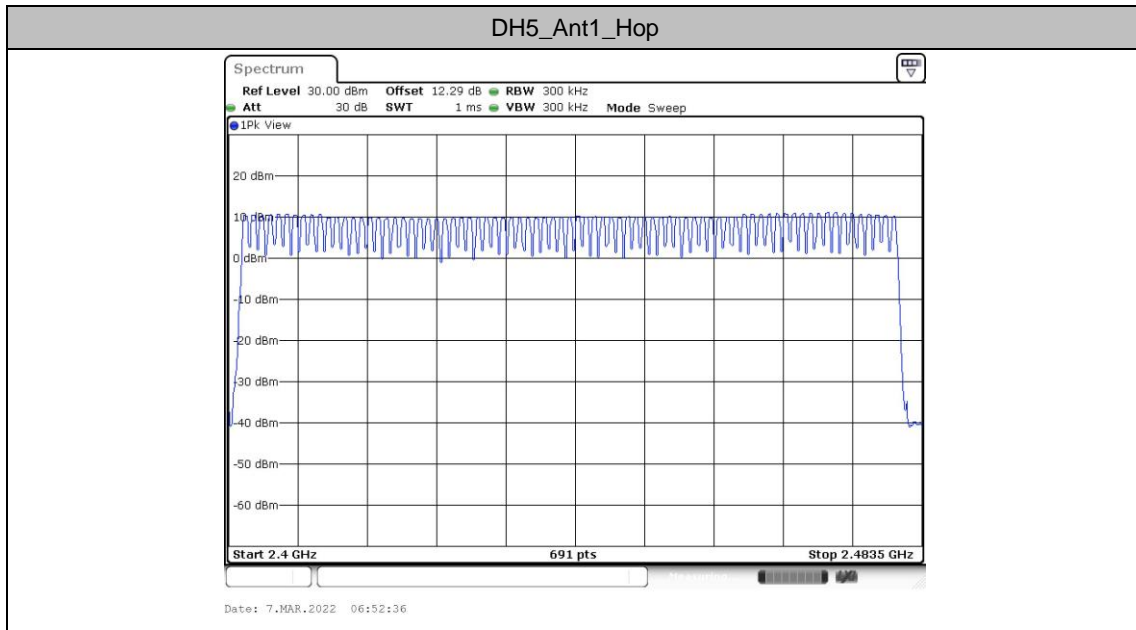 DH5_Ant1_Hop
Spectrum
Ref Level 30.00 dBm Offset 12.29 dB RBW 300 kHz
Att 30 dB SWT 1 ms VBW 300 kHz Mode Sweep
1Pk View
20 dBm
10 dBm
0 dBm
-10 dBm
-20 dBm
-30 dBm
-40 dBm
-50 dBm
-60 dBm
Start 2.4 GHz 691 pts Stop 2.4835 GHz
Measuring
Date: 7.MAR.2022 06:52:36